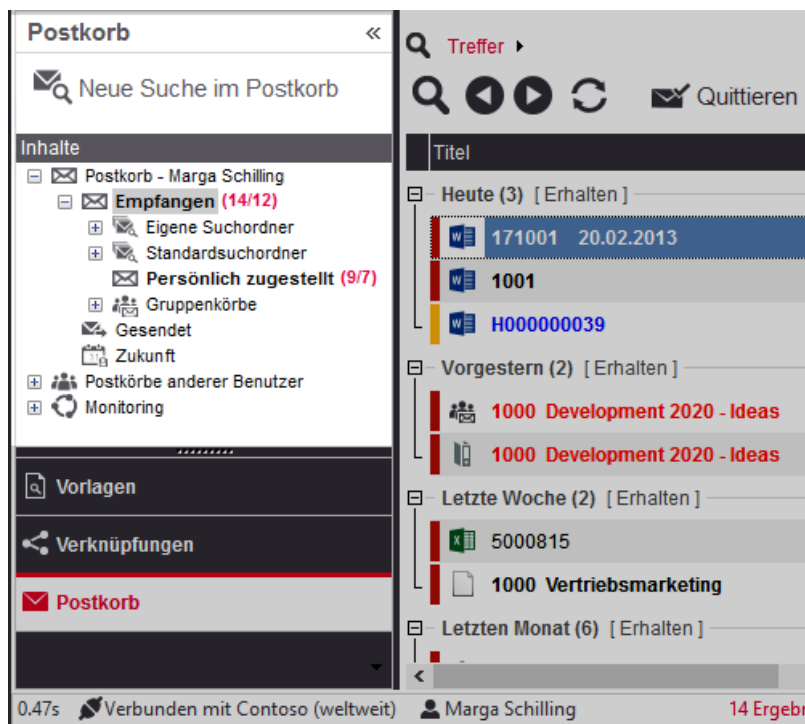 Postkorb «
Neue Suche im Postkorb
Inhalte
Postkorb - Marga Schilling
Empfangen (14/12)
Eigene Suchordner
Standardsuchordner
Persönlich zugestellt (9/7)
Gruppenkörbe
Gesendet
Zukunft
Postkörbe anderer Benutzer
Monitoring
Vorlagen
Verknüpfungen
Postkorb
Treffer
Quittieren
Titel
Heute (3) [ Erhalten ]
171001 20.02.2013
1001
H000000039
Vorgestern (2) [ Erhalten ]
1000 Development 2020 - Ideas
1000 Development 2020 - Ideas
Letzte Woche (2) [ Erhalten ]
5000815
1000 Vertriebsmarketing
Letzten Monat (6) [ Erhalten ]
0.47s Verbunden mit Contoso (weltweit) Marga Schilling 14 Ergebn